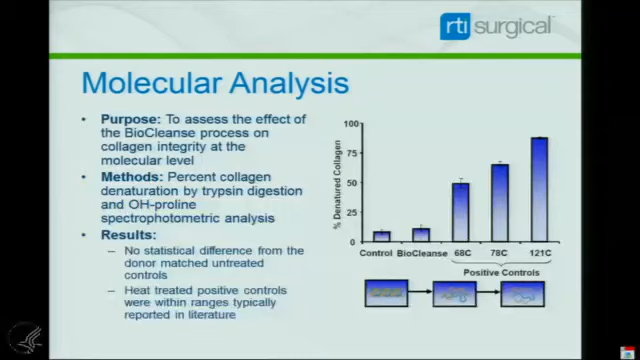 rti surgical
Molecular Analysis
• Purpose: To assess the effect of
the BioCleanse process on
collagen integrity at the
molecular level
• Methods: Percent collagen
denaturation by trypsin digestion
and OH-proline
spectrophotometric analysis
• Results:
– No statistical difference from the
donor matched untreated
controls
– Heat treated positive controls
were within ranges typically
reported in literature
% Denatured Collagen
100
75
50
25
0
Control BioCleanse 68C 78C 121C
Positive Controls